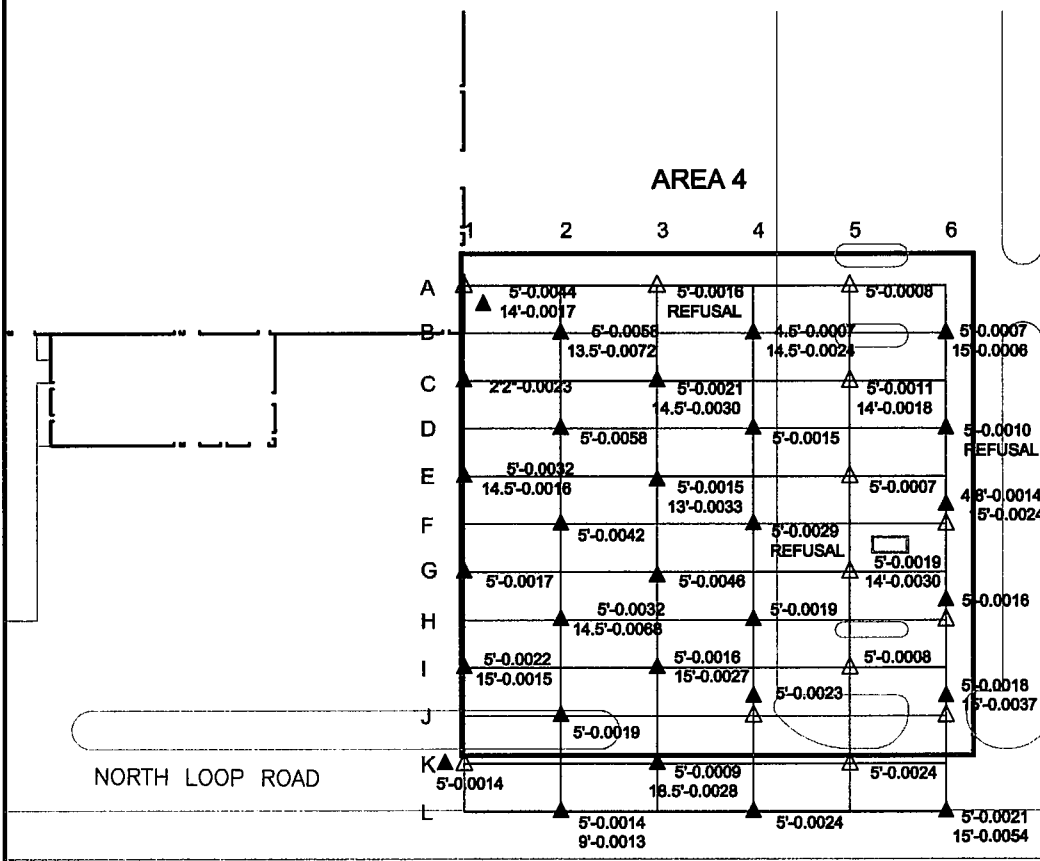 AREA 4
1 2 3 4 5 6
A 5'-0.0044 5'-0.0016 5'-0.0008
14'-0.0017 REFUSAL
B 5'-0.0058 4.5'-0.0007 5'-0.0007
13.5'-0.0072 14.5'-0.0024 15'-0.0006
C 2'2"-0.0023 5'-0.0021 5'-0.0011
14.5'-0.0030 14'-0.0018
D 5'-0.0058 5'-0.0015 5'-0.0010
REFUSAL
E 5'-0.0032 5'-0.0015 5'-0.0007
14.5'-0.0016 13'-0.0033 4.8'-0.0014
15'-0.0024
F 5'-0.0042 5'-0.0029
REFUSAL
G 5'-0.0017 5'-0.0046 5'-0.0019
14'-0.0030
H 5'-0.0032 5'-0.0019 5'-0.0016
14.5'-0.0068
I 5'-0.0022 5'-0.0016 5'-0.0008
15'-0.0015 15'-0.0027
5'-0.0023 5'-0.0018
15'-0.0037
J 5'-0.0019
K 5'-0.0014 5'-0.0009 5'-0.0024
NORTH LOOP ROAD 16.5'-0.0028
L 5'-0.0014 5'-0.0024 5'-0.0021
9'-0.0013 15'-0.0054